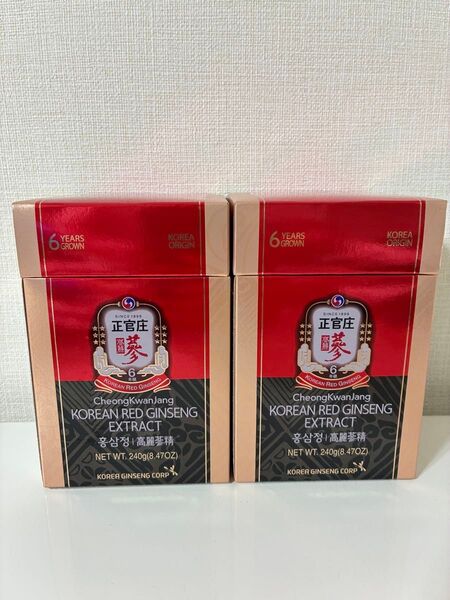 6 YEARS GROWN
KOREA ORIGIN
SINCE 1899
正官庄
蔘
6
KOREAN RED GINSENG
CheongKwanJang
KOREAN RED GINSENG
EXTRACT
홍삼정 | 高麗蔘精
NET WT. 240g(8.47OZ)
KOREA GINSENG CORP
6 YEARS GROWN
KOREA ORIGIN
SINCE 1899
正官庄
蔘
6
KOREAN RED GINSENG
CheongKwanJang
KOREAN RED GINSENG
EXTRACT
홍삼정 | 高麗蔘精
NET WT. 240g(8.47OZ)
KOREA GINSENG CORP